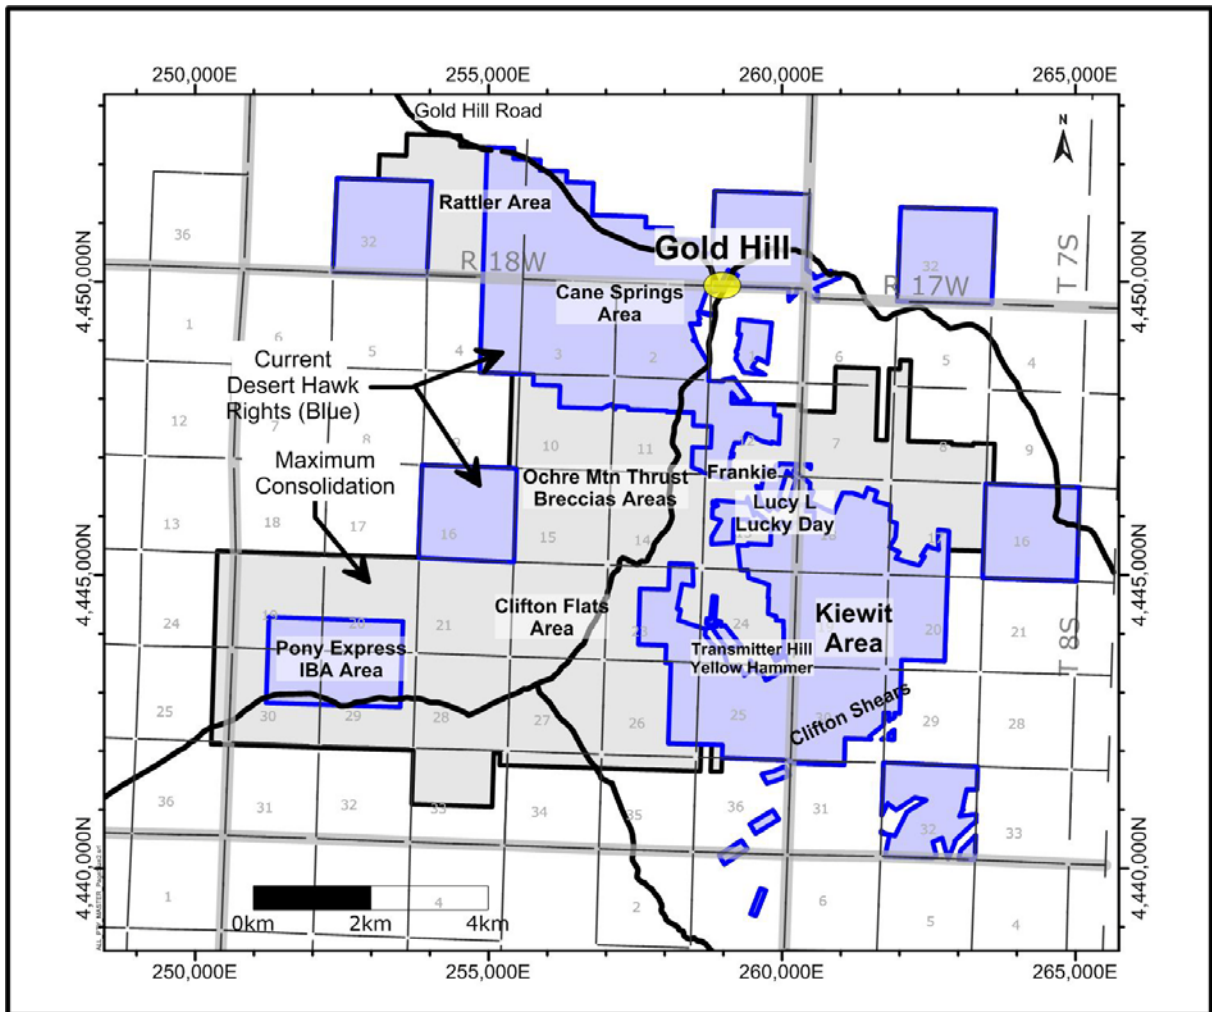 250,000E 255,000E 260,000E 265,000E
Gold Hill Road
N
Rattler Area
36
32
R 18W
Gold Hill
32
R 17W
T 7S
4,450,000N
4,450,000N
Cane Springs
Area
1 6 5 4 3 2 1 6 5 4
Current
Desert Hawk
Rights (Blue)
12 7 8 9 10 11 12 7 8 9
Maximum
Consolidation
Ochre Mtn Thrust
Breccias Areas
Frankie
Lucy L
Lucky Day
13 18 17 16 15 14 16
4,445,000N
4,445,000N
Clifton Flats
Area
Kiewit
Area
24 19 20 21 23 24 20 21
T 8S
Pony Express
IBA Area
Transmitter Hill
Yellow Hammer
Clifton Shears
25 30 29 28 27 26 25 29 28
36 31 32 33 34 35 36 31 32 33
4,440,000N
4,440,000N
1 4 2 6 5 4
0km 2km 4km
250,000E 255,000E 260,000E 265,000E